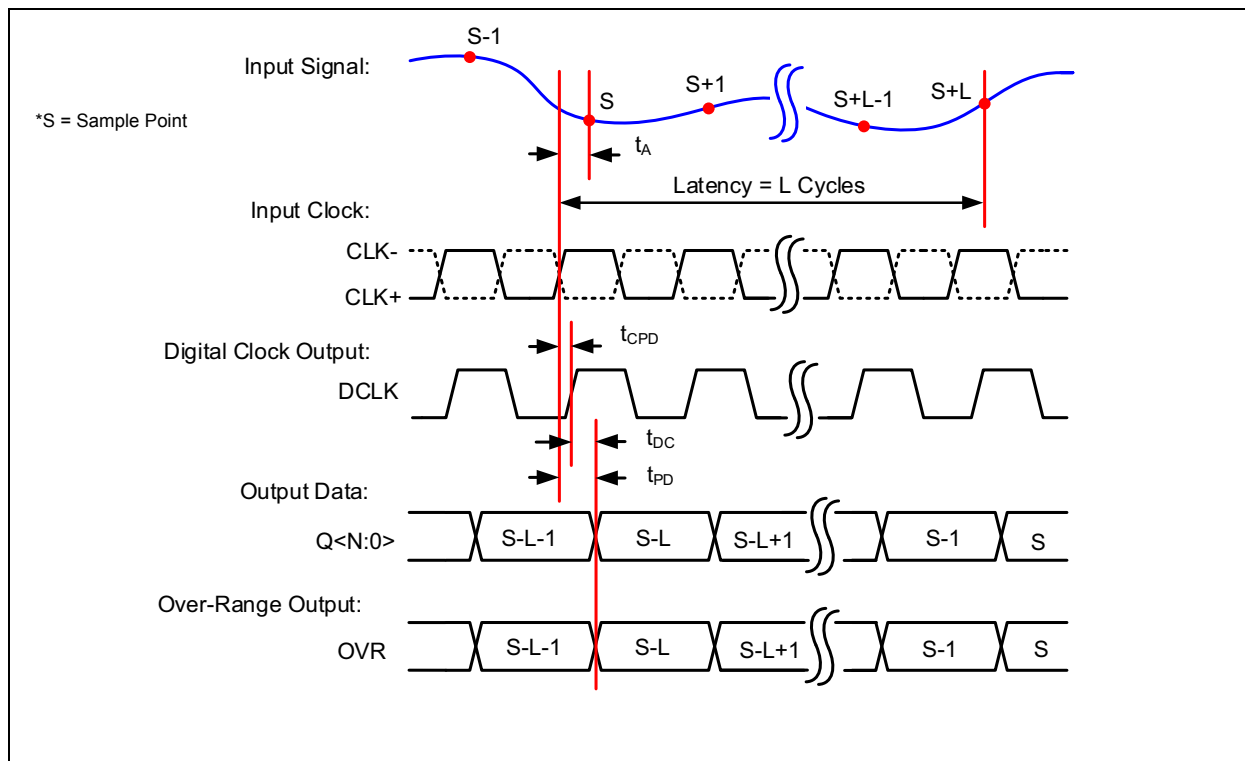 S-1
Input Signal:
S
S+1
S+L-1
S+L
*S = Sample Point
tA
Latency = L Cycles
Input Clock:
CLK-
CLK+
tCPD
Digital Clock Output:
DCLK
tDC
tPD
Output Data:
Q<N:0>
S-L-1
S-L
S-L+1
S-1
S
Over-Range Output:
OVR
S-L-1
S-L
S-L+1
S-1
S